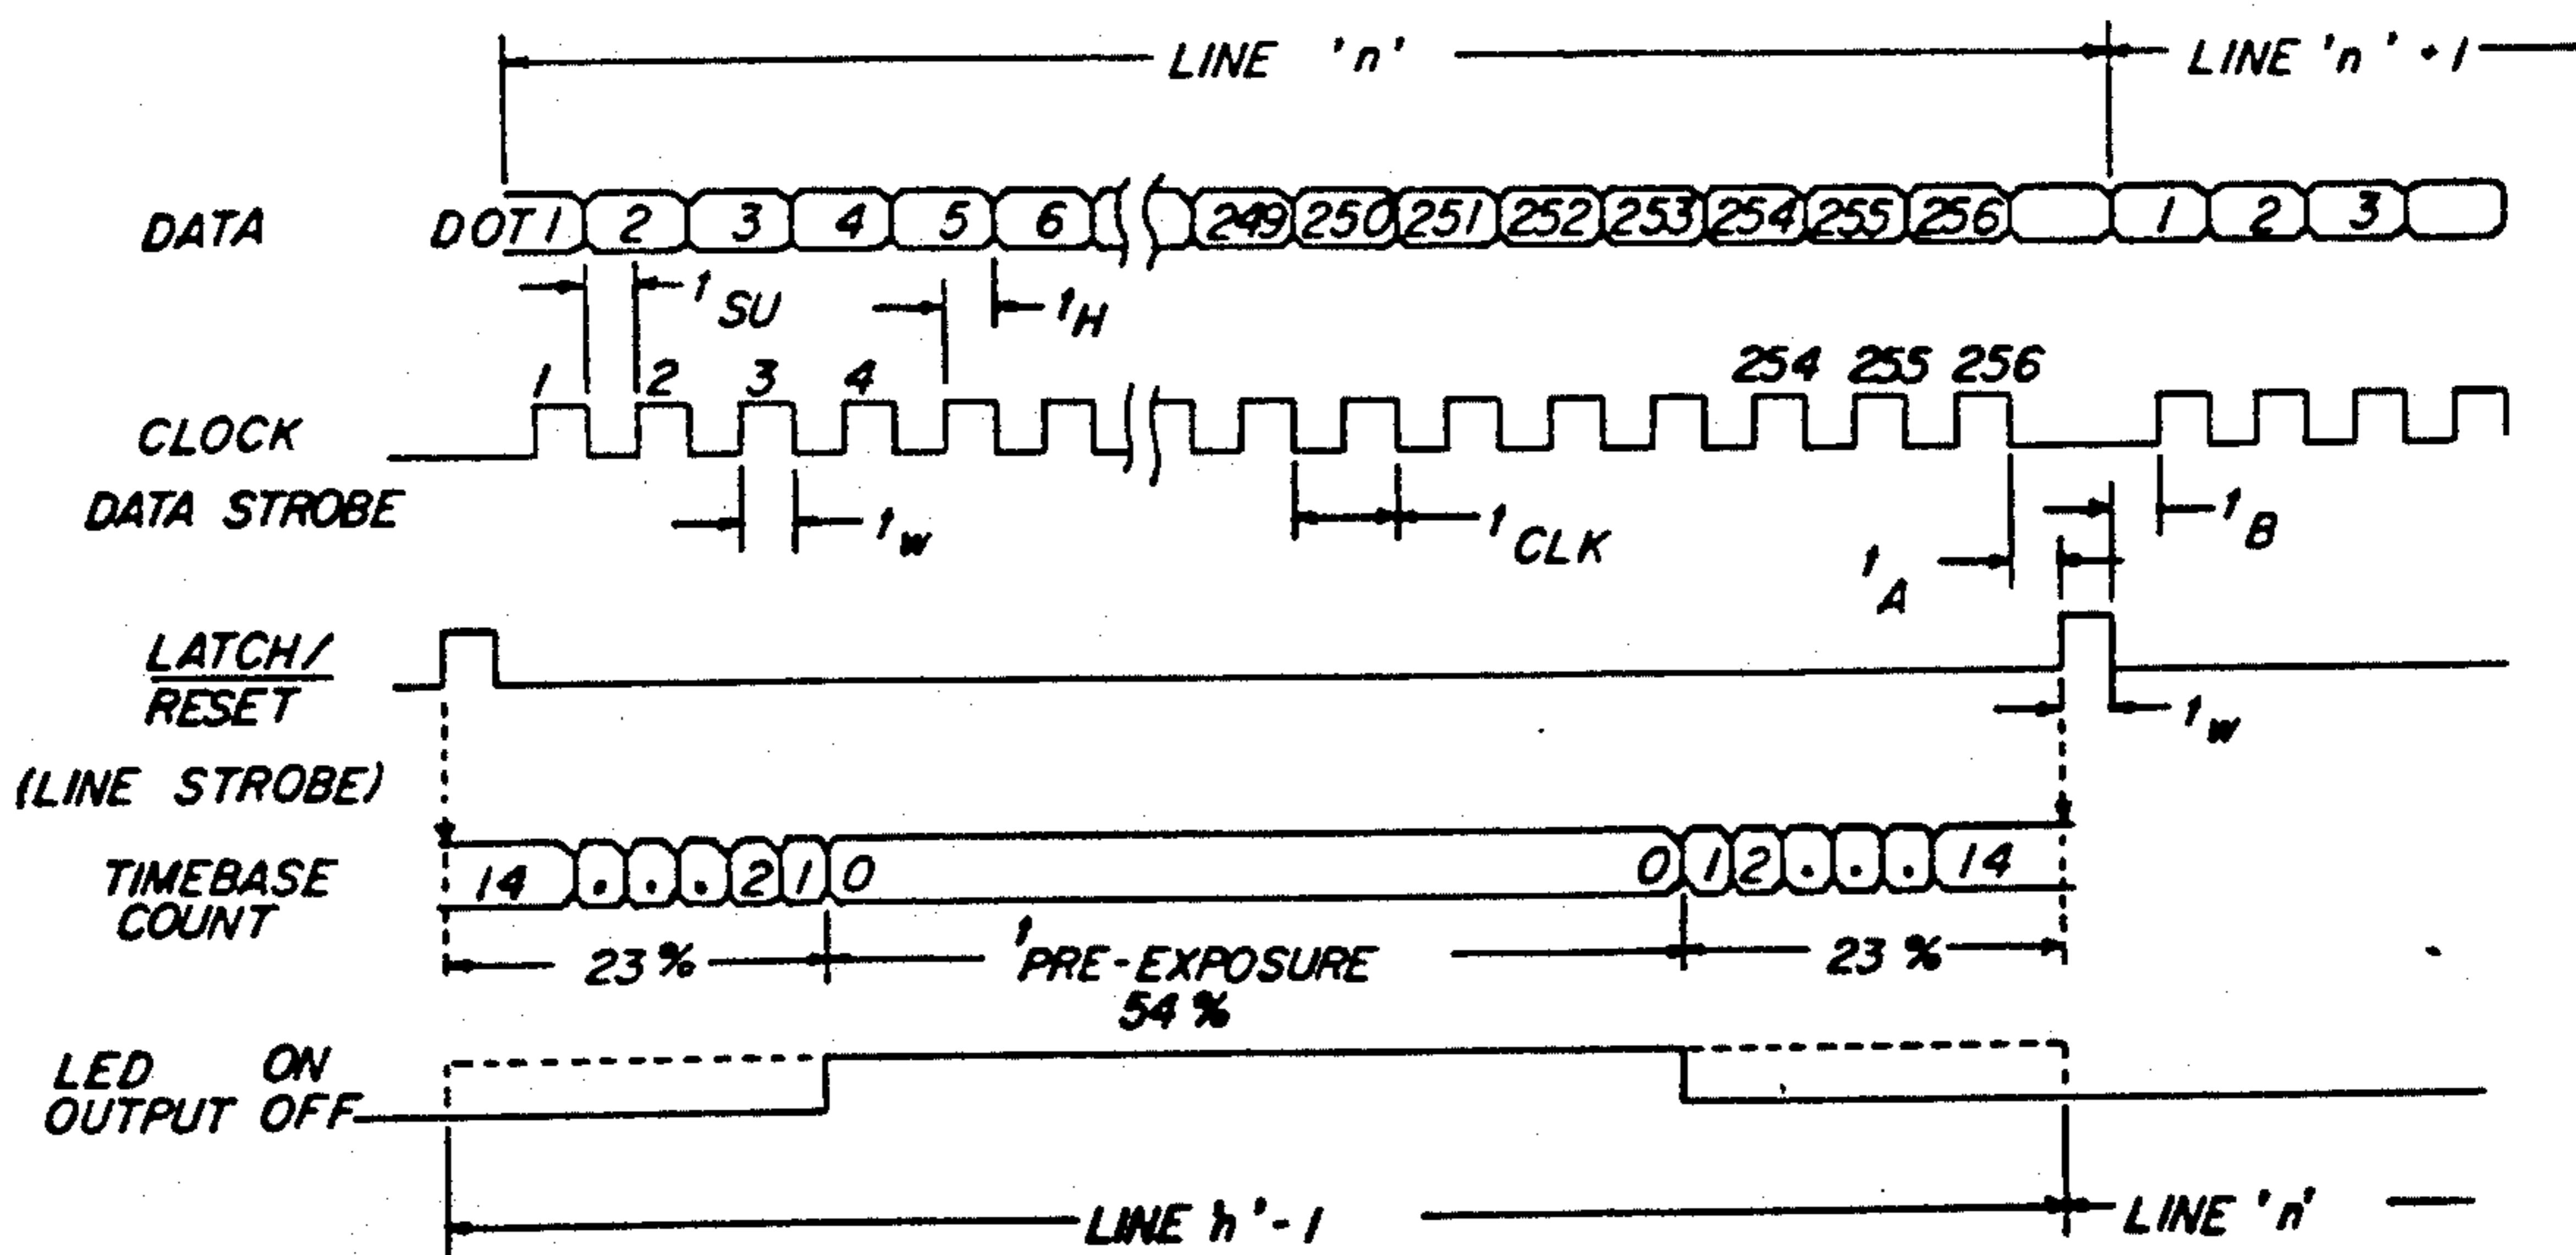 LINE 'n' LINE 'n' + 1
DATA DOT 1 2 3 4 5 6 249 250 251 252 253 254 255 256 1 2 3
tSU tH
1 2 3 4 254 255 256
CLOCK
DATA STROBE tw tCLK tA tB
LATCH/
RESET
tw
(LINE STROBE)
TIMEBASE
COUNT
14 . . . 2 1 0 0 1 2 . . . 14
23% tPRE-EXPOSURE 23%
54%
LED ON
OUTPUT OFF
LINE 'n'-1 LINE 'n'